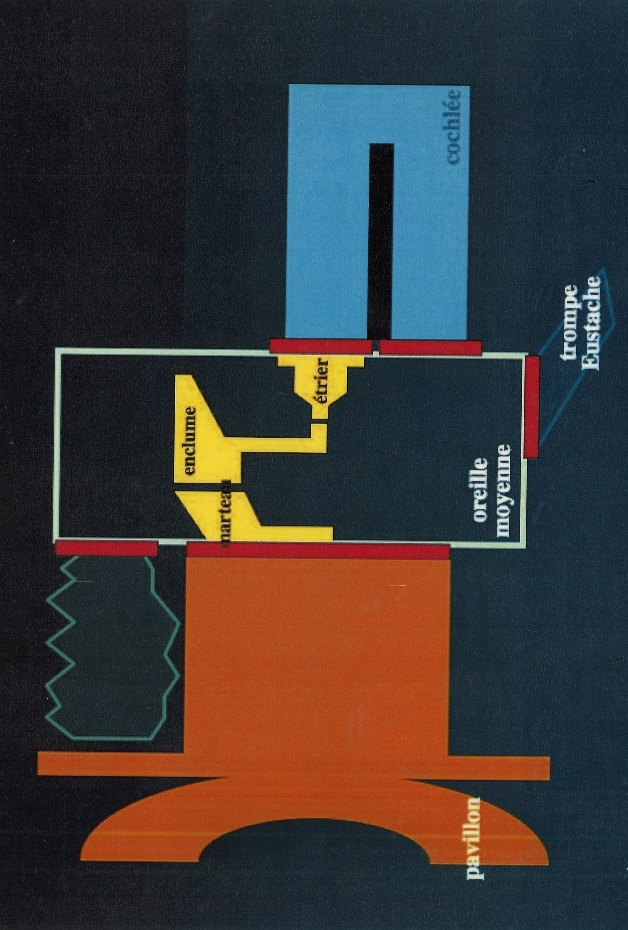 cochlée
trompe
Eustache
étrier
enclume
marteau
oreille
moyenne
pavillon